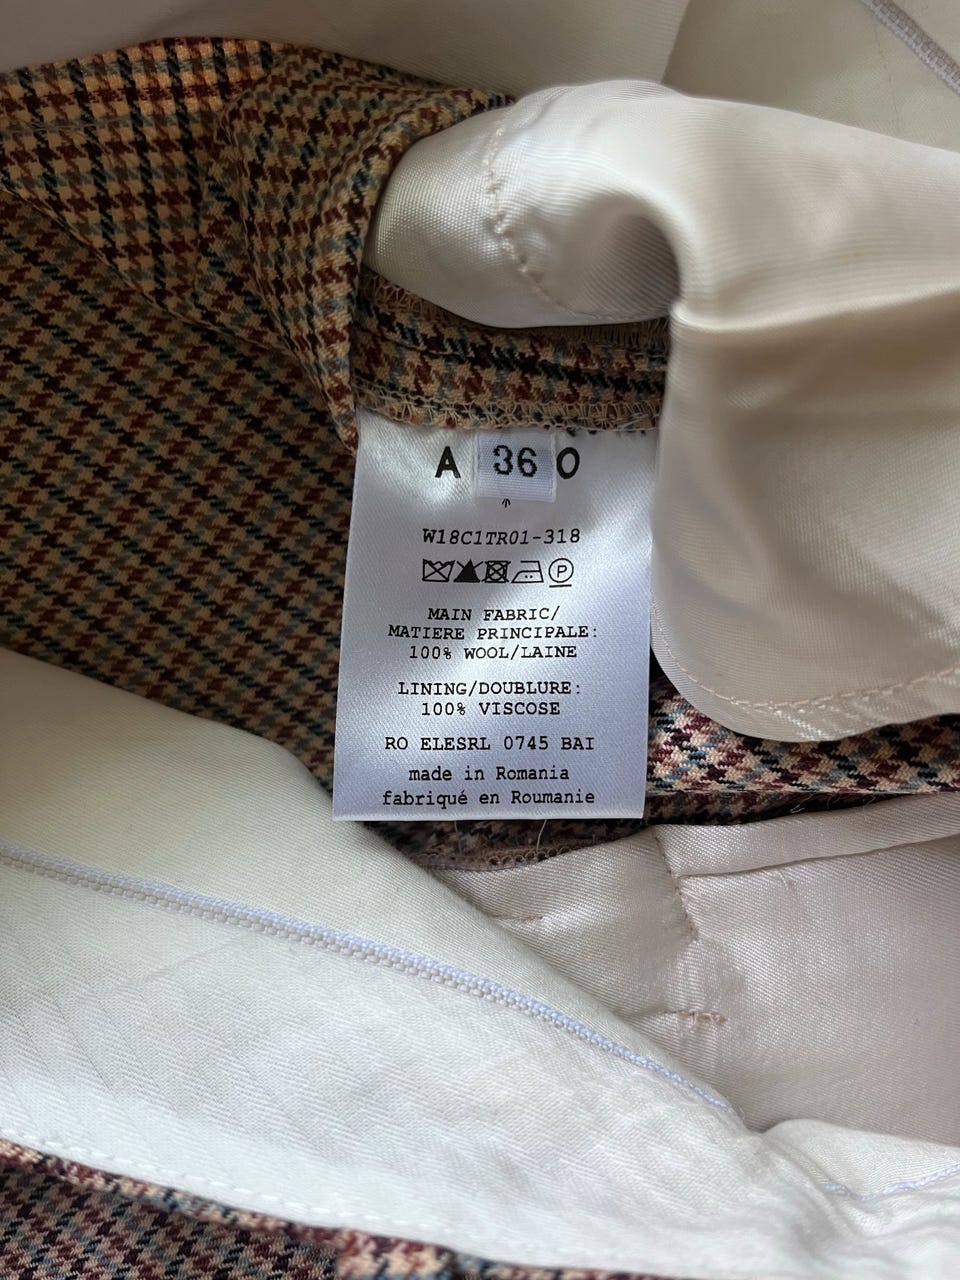 A 36 O
W18C1TR01-318
P
MAIN FABRIC/
MATIERE PRINCIPALE:
100% WOOL/LAINE
LINING/DOUBLURE:
100% VISCOSE
RO ELESRL 0745 BAI
made in Romania
fabriqué en Roumanie